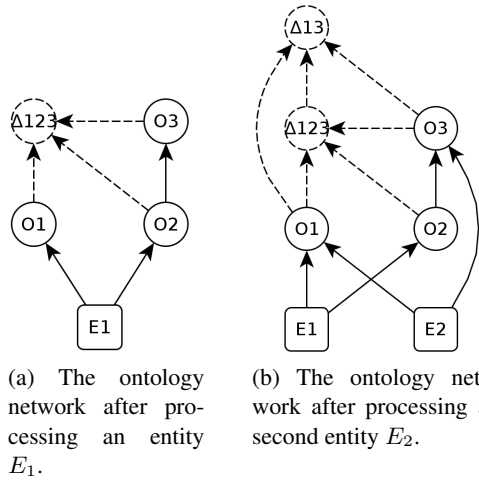 Δ13
Δ123
O3
O1
O2
E1
Δ123
O3
O1
O2
E1
E2
(a) The ontology
network after pro-
cessing an entity
E1.
(b) The ontology net-
work after processing
second entity E2.